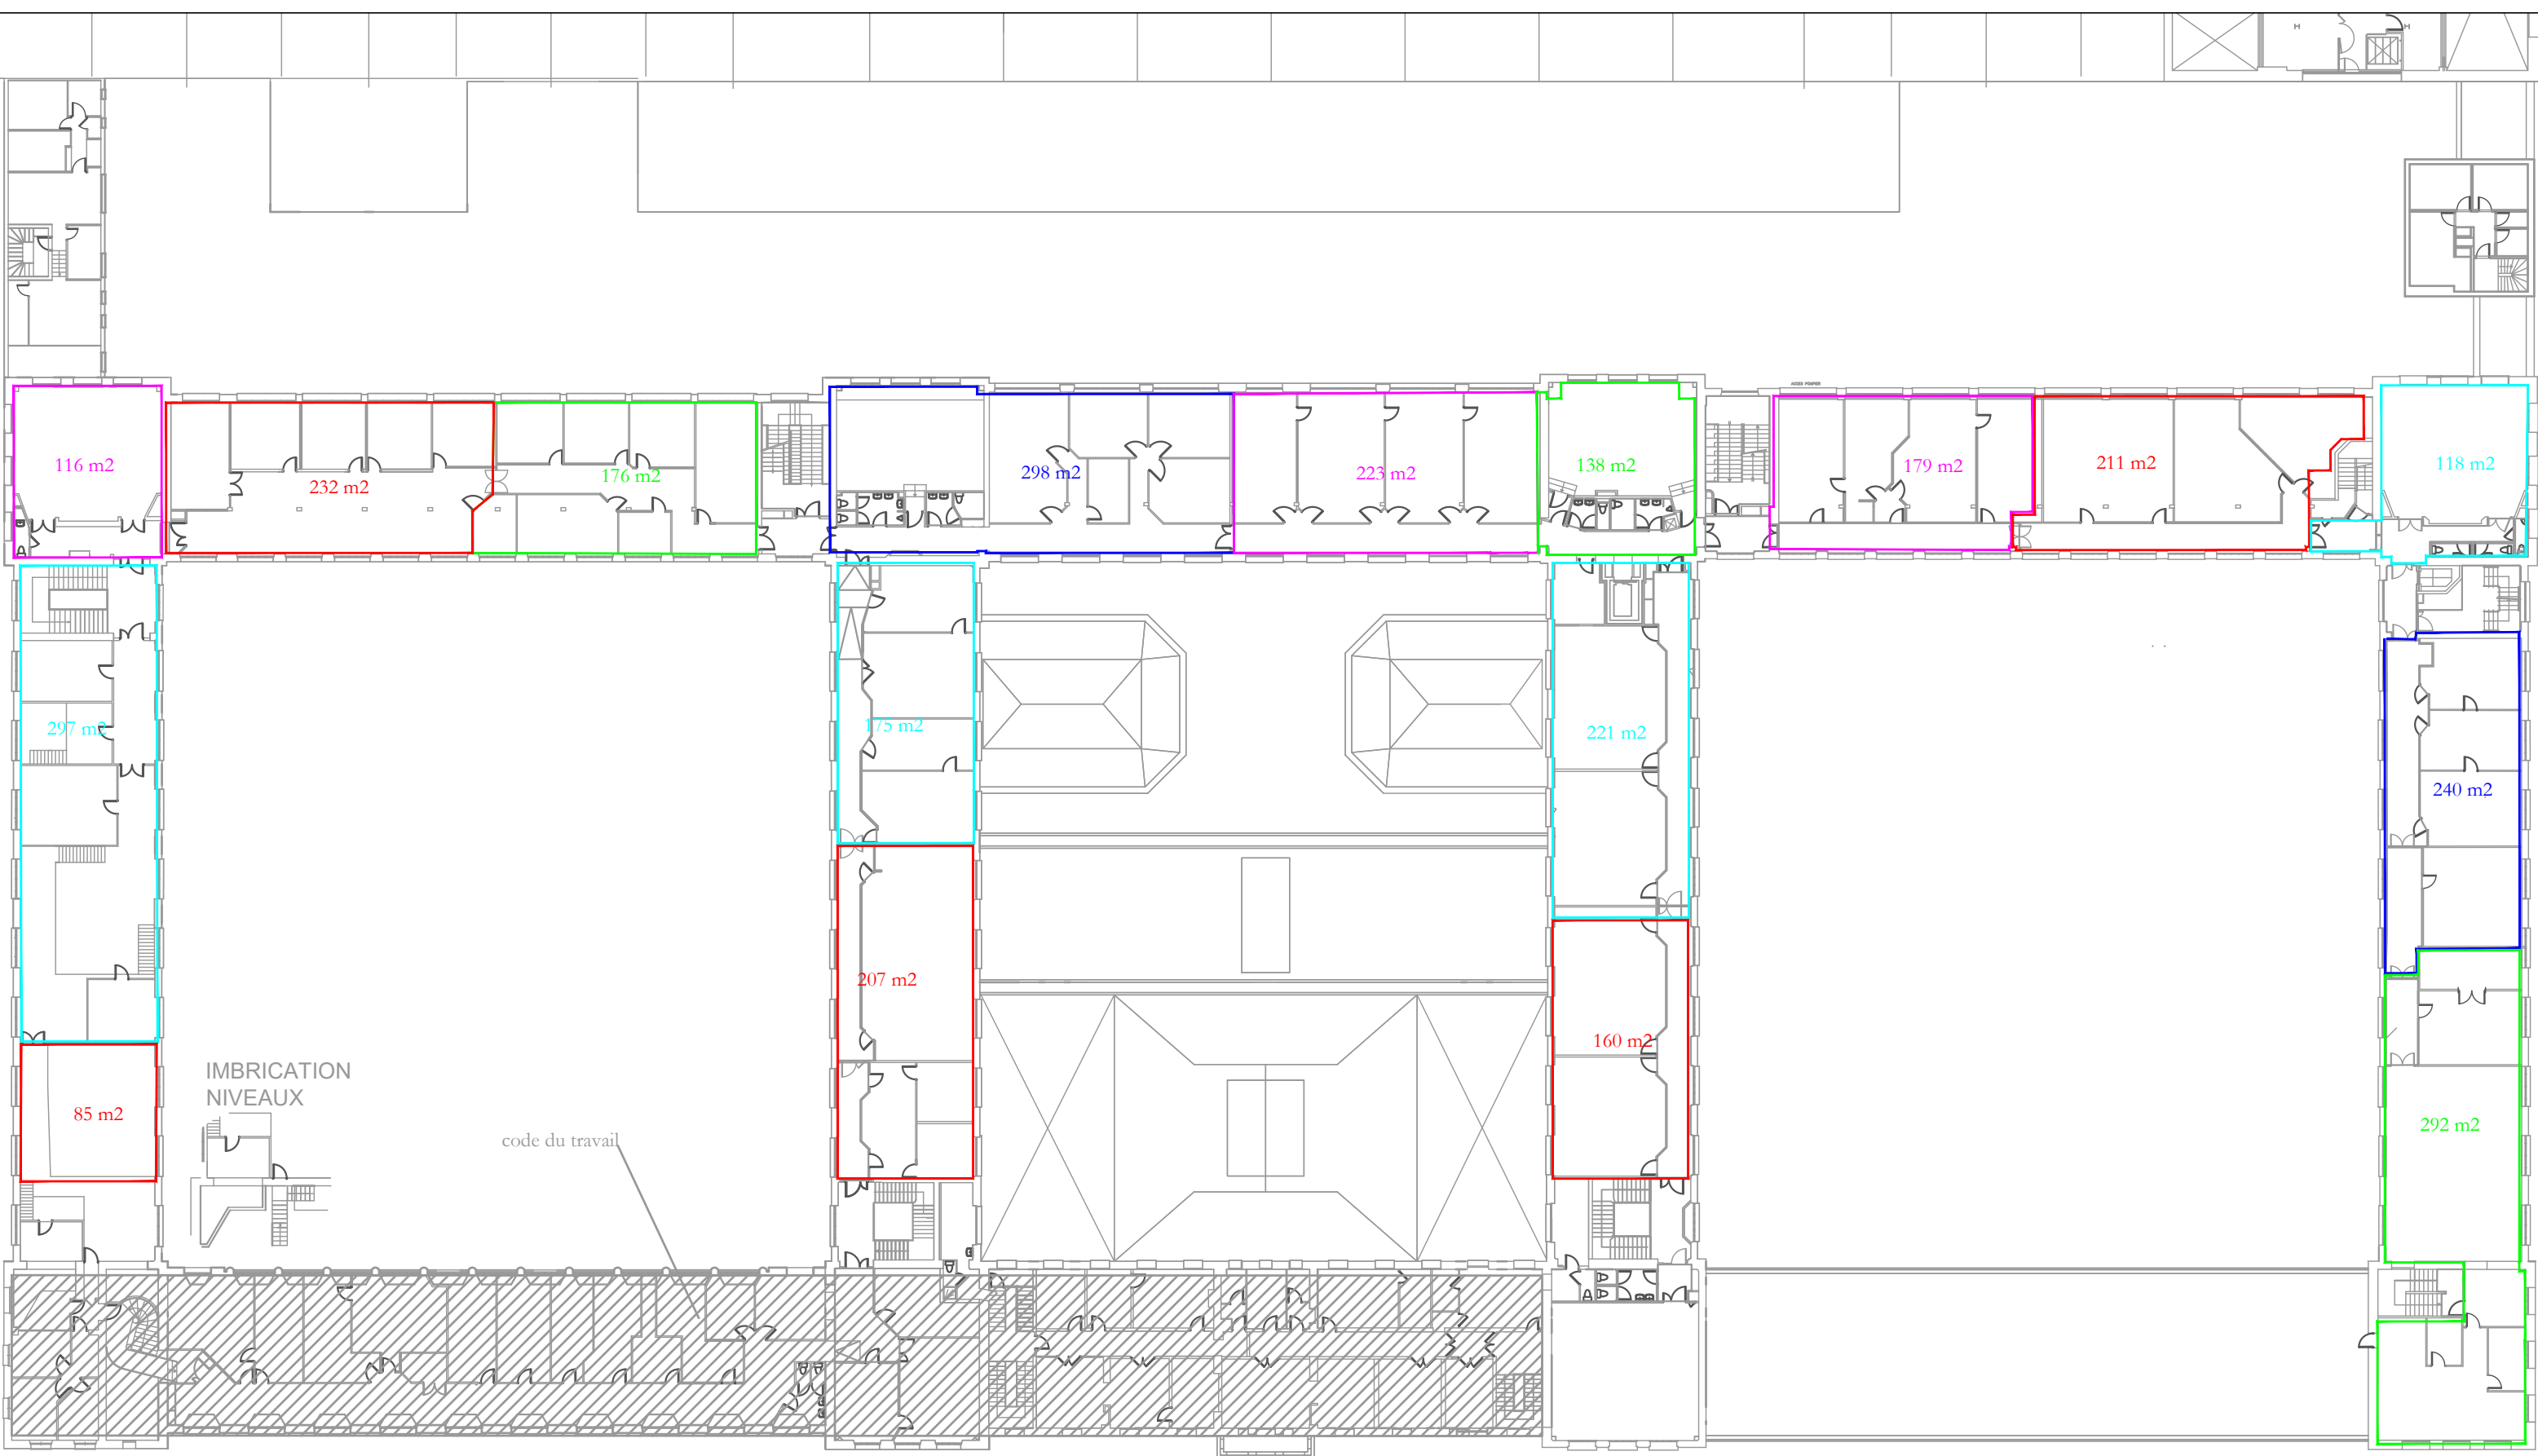 H
H
ACCES POMPIER
116 m2
232 m2
176 m2
298 m2
223 m2
138 m2
179 m2
211 m2
118 m2
297 m2
175 m2
221 m2
240 m2
207 m2
160 m2
85 m2
292 m2
IMBRICATION
NIVEAUX
code du travail